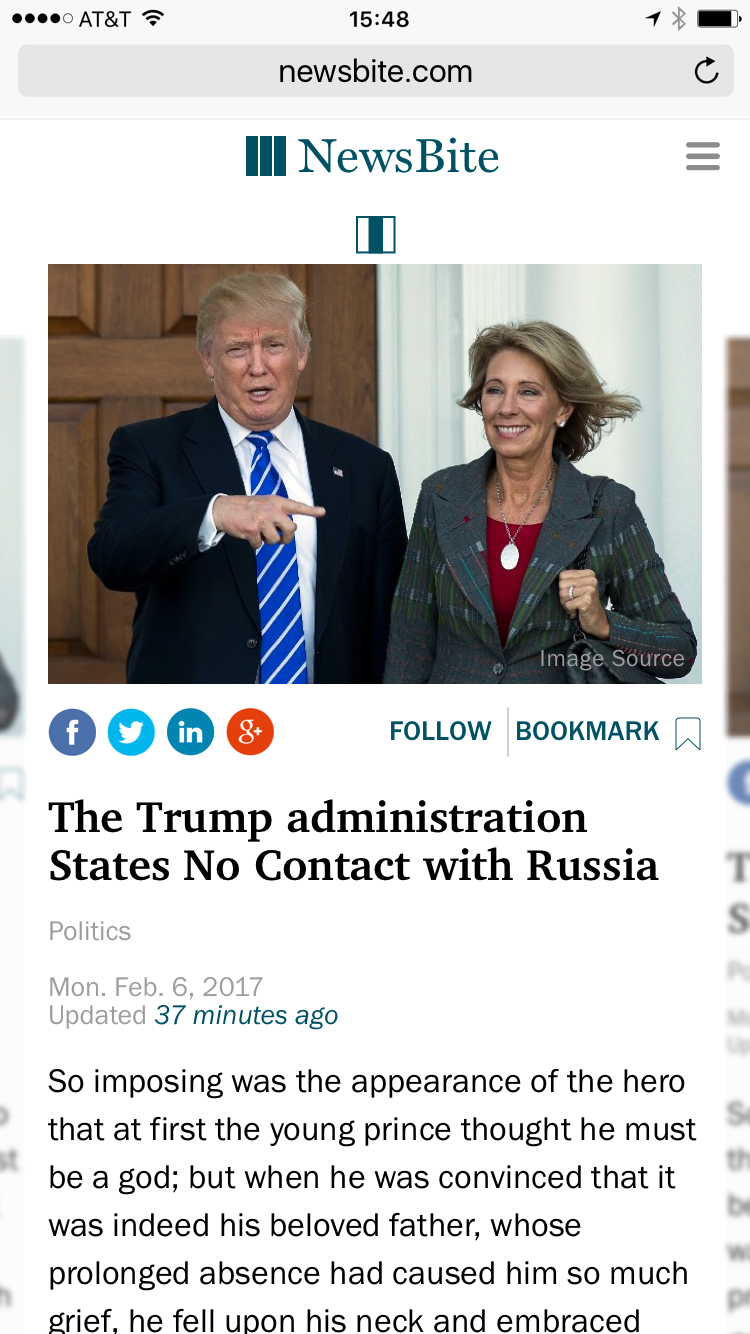 AT&T 15:48
newsbite.com
NewsBite
Image Source
f in g+ FOLLOW BOOKMARK
The Trump administration
States No Contact with Russia
Politics
Mon. Feb. 6, 2017
Updated 37 minutes ago
So imposing was the appearance of the hero
that at first the young prince thought he must
be a god; but when he was convinced that it
was indeed his beloved father, whose
prolonged absence had caused him so much
grief, he fell upon his neck and embraced